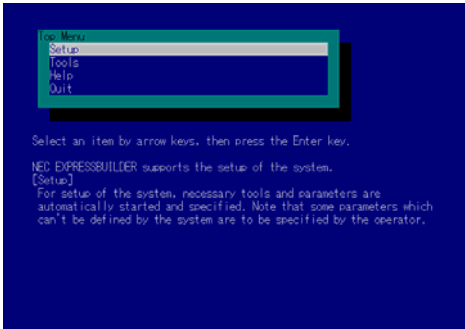 Top Menu
Setup
Tools
Help
Quit
Select an item by arrow keys, then press the Enter key.
NEC EXPRESSBUILDER supports the setup of the system.
[Setup]
For setup of the system, necessary tools and parameters are
automatically started and specified. Note that some parameters which
can't be defined by the system are to be specified by the operator.